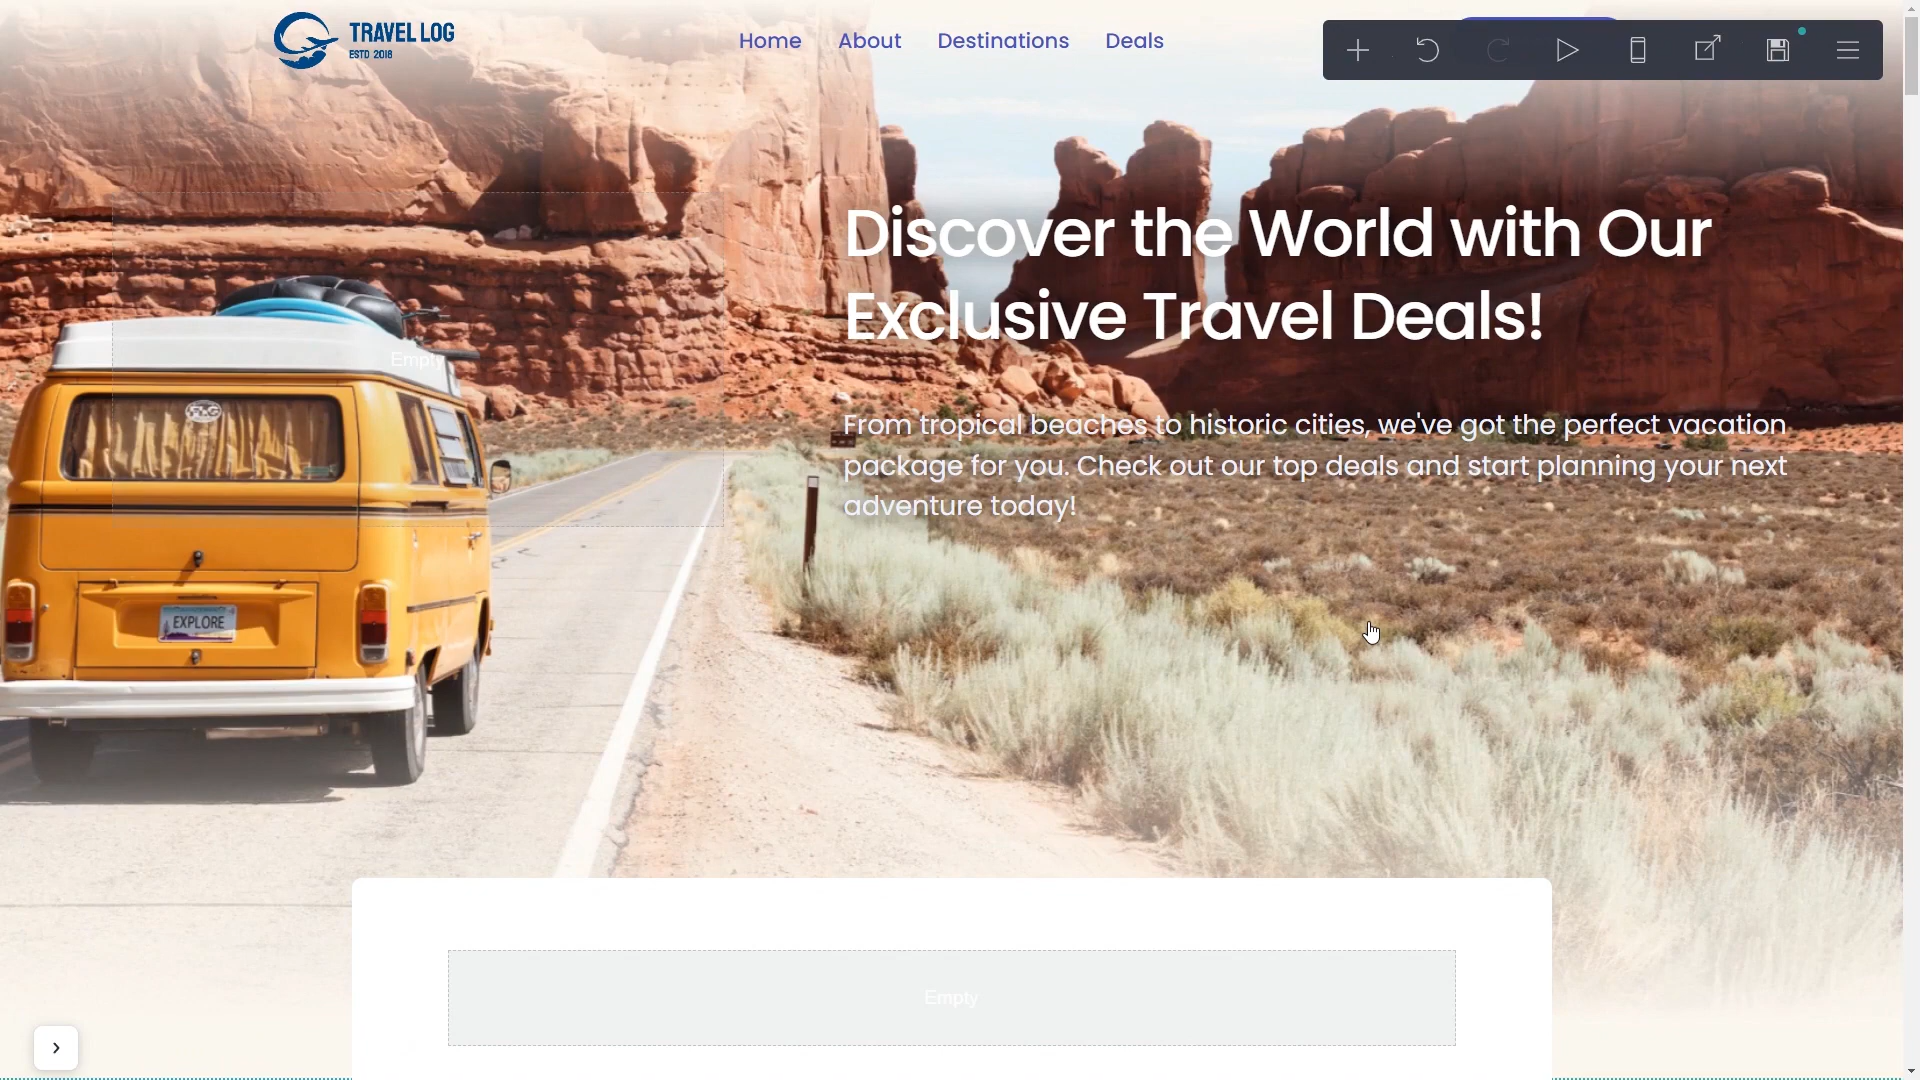 TRAVEL LOG
ESTD 2018
Home About Destinations Deals
Discover the World with Our
Exclusive Travel Deals!
Empty
From tropical beaches to historic cities, we've got the perfect vacation
package for you. Check out our top deals and start planning your next
adventure today!
EXPLORE
Empty